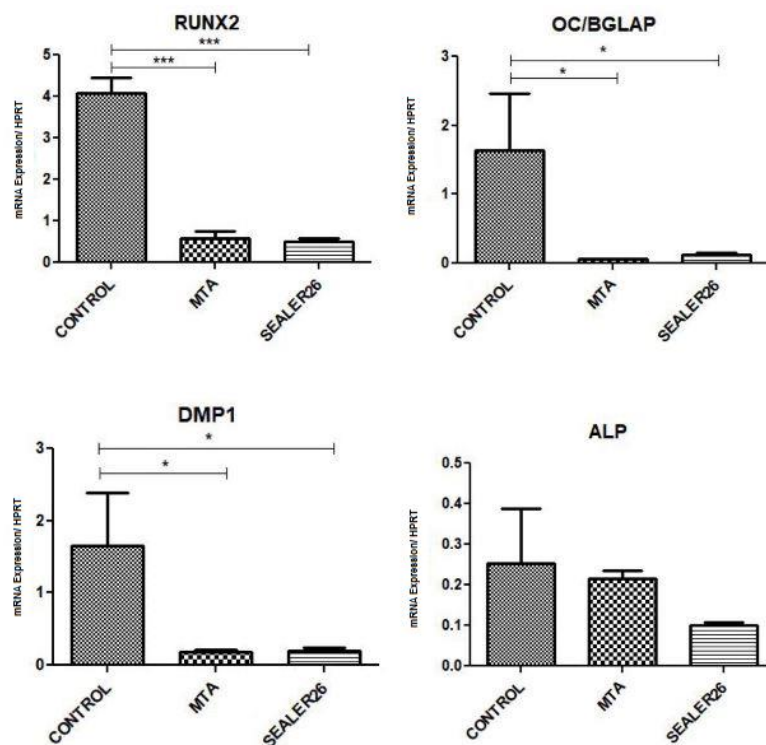 RUNX2
***
***
mRNA Expression/ HPRT
5
4
3
2
1
0
CONTROL
MTA
SEALER26
OC/BGLAP
*
*
mRNA Expression/ HPRT
3
2
1
0
CONTROL
MTA
SEALER26
DMP1
*
*
mRNA Expression/ HPRT
3
2
1
0
CONTROL
MTA
SEALER26
ALP
mRNA Expression/ HPRT
0.5
0.4
0.3
0.2
0.1
0.0
CONTROL
MTA
SEALER26